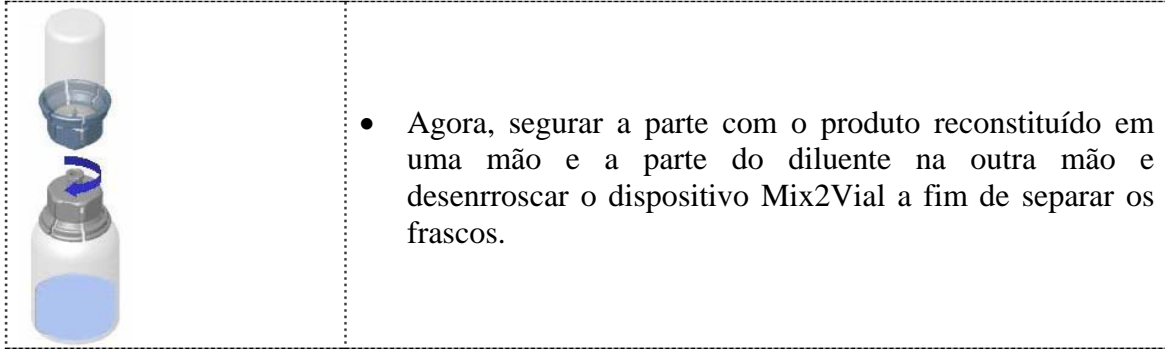 • Agora, segurar a parte com o produto reconstituído em
uma mão e a parte do diluente na outra mão e
desenrroscar o dispositivo Mix2Vial a fim de separar os
frascos.